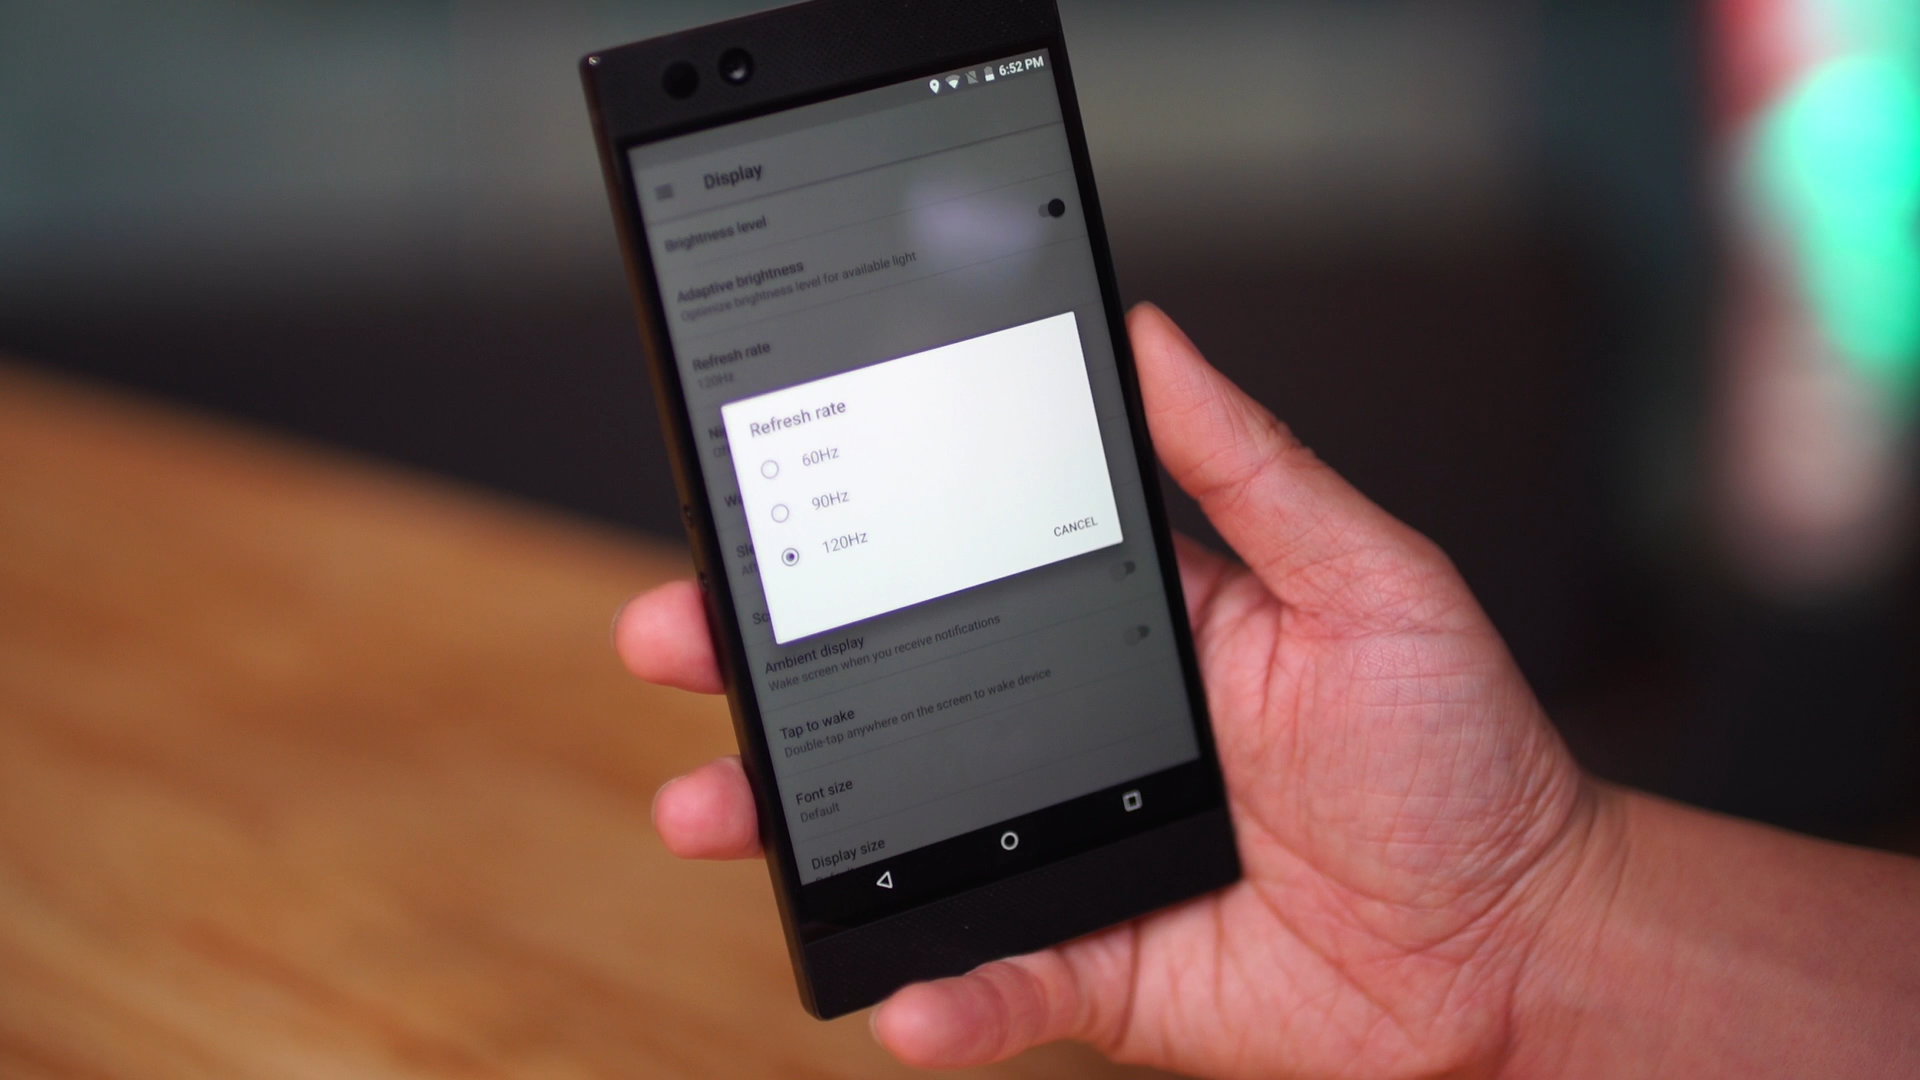 6:52 PM
Display
Brightness level
Adaptive brightness
Optimize brightness level for available light
Refresh rate
120Hz
Refresh rate
60Hz
90Hz
120Hz
CANCEL
Ambient display
Wake screen when you receive notifications
Tap to wake
Double-tap anywhere on the screen to wake device
Font size
Default
Display size